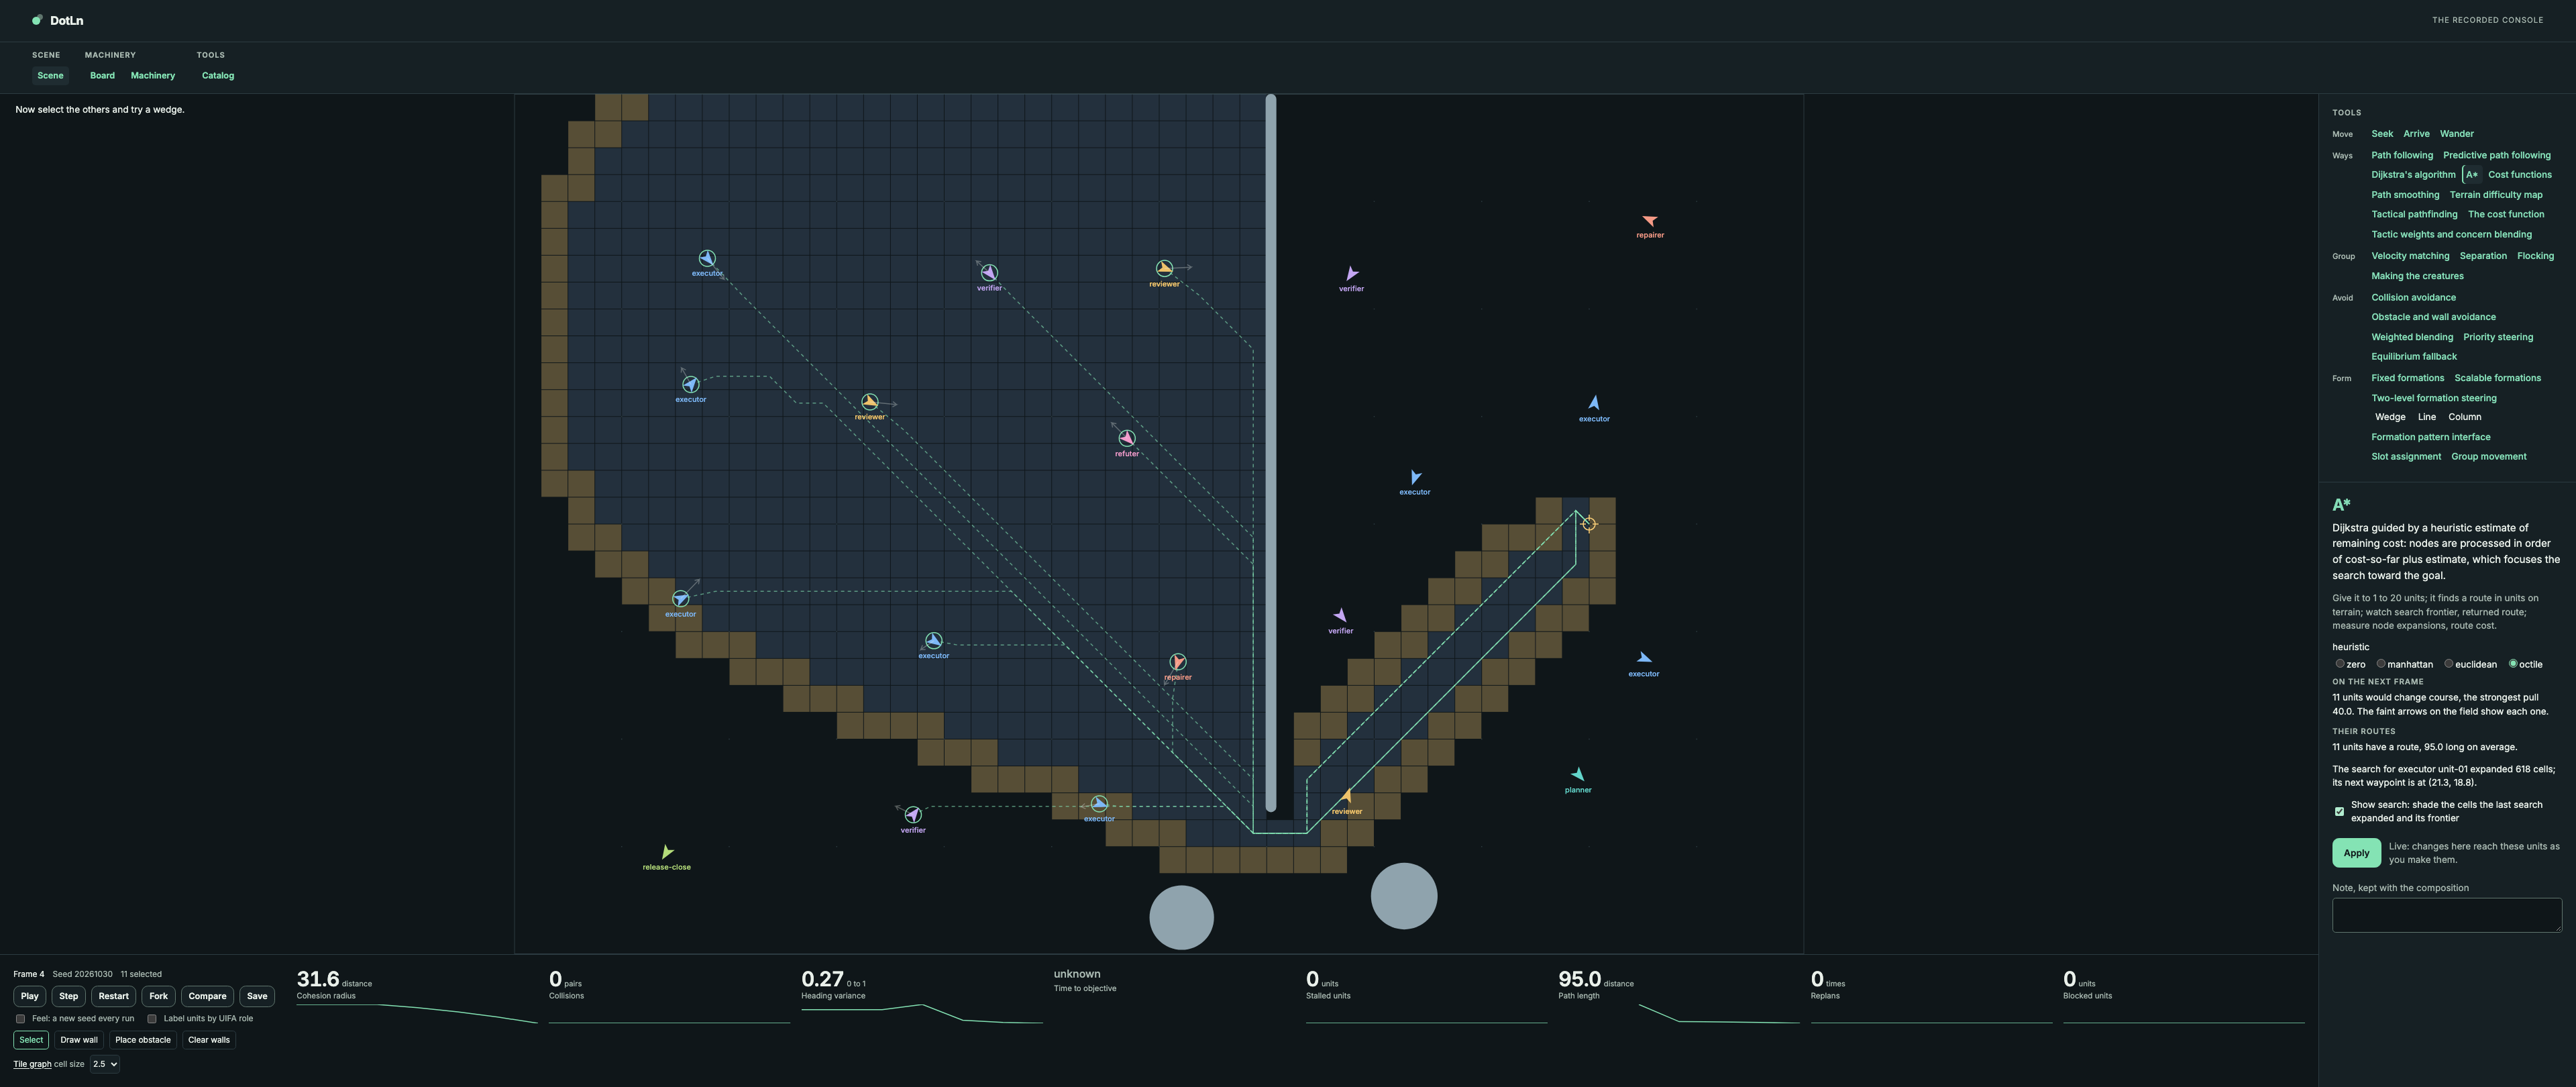 DotLn
THE RECORDED CONSOLE
SCENE MACHINERY TOOLS
Scene Board Machinery Catalog
Now select the others and try a wedge.
repairer
executor
verifier
reviewer
verifier
executor
reviewer
executor
refuter
executor
executor
verifier
executor
executor
repairer
planner
executor
reviewer
verifier
release-close
TOOLS
Move Seek Arrive Wander
Ways Path following Predictive path following
Dijkstra's algorithm A* Cost functions
Path smoothing Terrain difficulty map
Tactical pathfinding The cost function
Tactic weights and concern blending
Group Velocity matching Separation Flocking
Making the creatures
Avoid Collision avoidance
Obstacle and wall avoidance
Weighted blending Priority steering
Equilibrium fallback
Form Fixed formations Scalable formations
Two-level formation steering
Wedge Line Column
Formation pattern interface
Slot assignment Group movement
A*
Dijkstra guided by a heuristic estimate of
remaining cost: nodes are processed in order
of cost-so-far plus estimate, which focuses the
search toward the goal.
Give it to 1 to 20 units; it finds a route in units on
terrain; watch search frontier, returned route;
measure node expansions, route cost.
heuristic
zero manhattan euclidean octile
ON THE NEXT FRAME
11 units would change course, the strongest pull
40.0. The faint arrows on the field show each one.
THEIR ROUTES
11 units have a route, 95.0 long on average.
The search for executor unit-01 expanded 618 cells;
its next waypoint is at (21.3, 18.8).
Show search: shade the cells the last search
expanded and its frontier
Apply Live: changes here reach these units as
you make them.
Note, kept with the composition
Frame 4 Seed 20261030 11 selected
Play Step Restart Fork Compare Save
Feel: a new seed every run Label units by UIFA role
Select Draw wall Place obstacle Clear walls
Tile graph cell size 2.5
31.6 distance
Cohesion radius
0 pairs
Collisions
0.27 0 to 1
Heading variance
unknown
Time to objective
0 units
Stalled units
95.0 distance
Path length
0 times
Replans
0 units
Blocked units